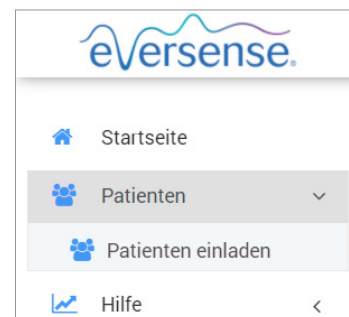 eversense.
Startseite
Patienten
Patienten einladen
Hilfe